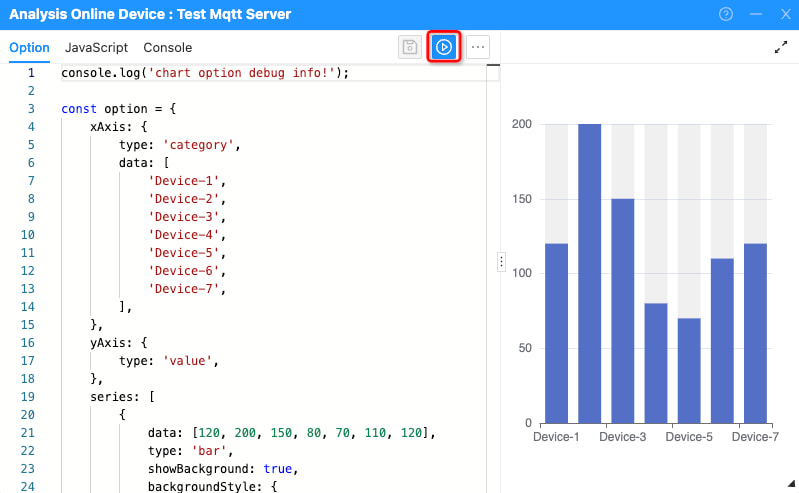 Analysis Online Device : Test Mqtt Server
Option JavaScript Console
1 console.log('chart option debug info!');
2
3 const option = {
4 xAxis: {
5 type: 'category',
6 data: [
7 'Device-1',
8 'Device-2',
9 'Device-3',
10 'Device-4',
11 'Device-5',
12 'Device-6',
13 'Device-7',
14 ],
15 },
16 yAxis: {
17 type: 'value',
18 },
19 series: [
20 {
21 data: [120, 200, 150, 80, 70, 110, 120],
22 type: 'bar',
23 showBackground: true,
24 backgroundStyle: {
200
150
100
50
0
Device-1 Device-3 Device-5 Device-7